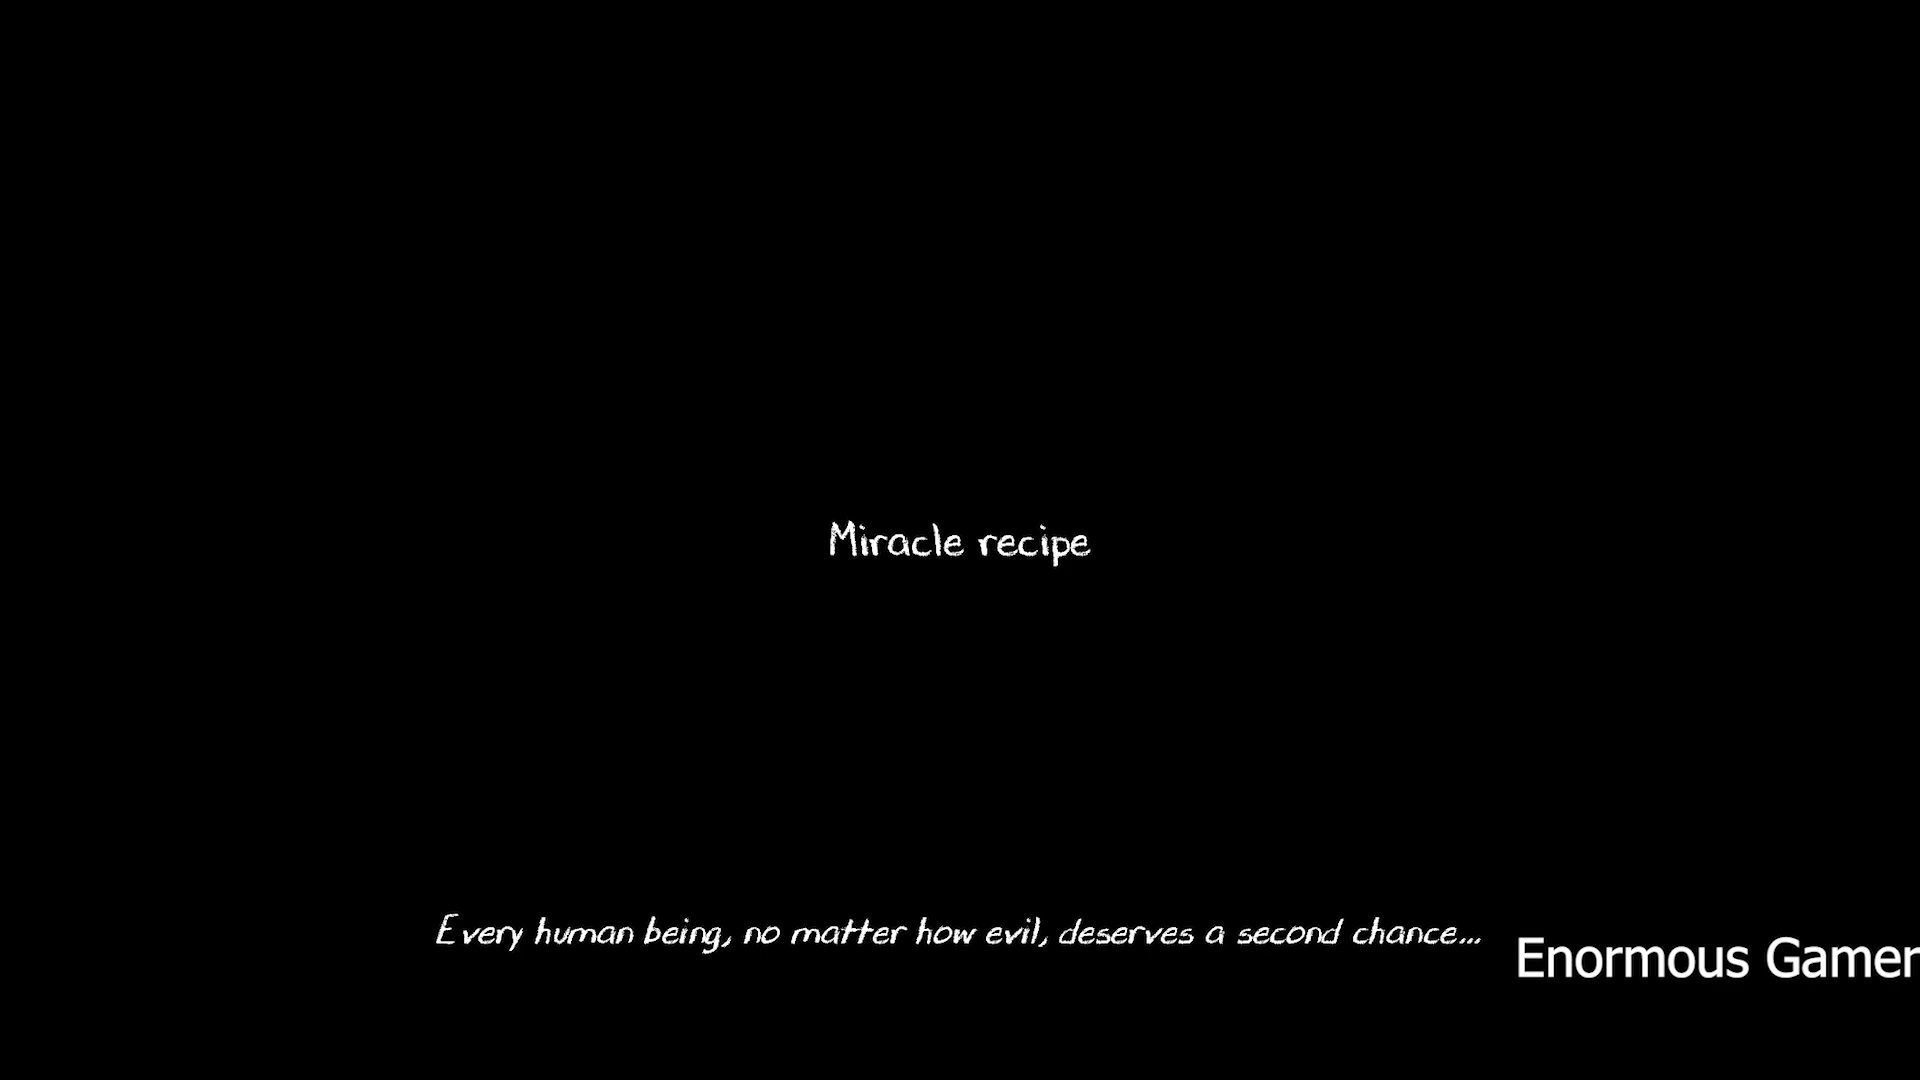 Miracle recipe
Every human being, no matter how evil, deserves a second chance...
Enormous Gamer